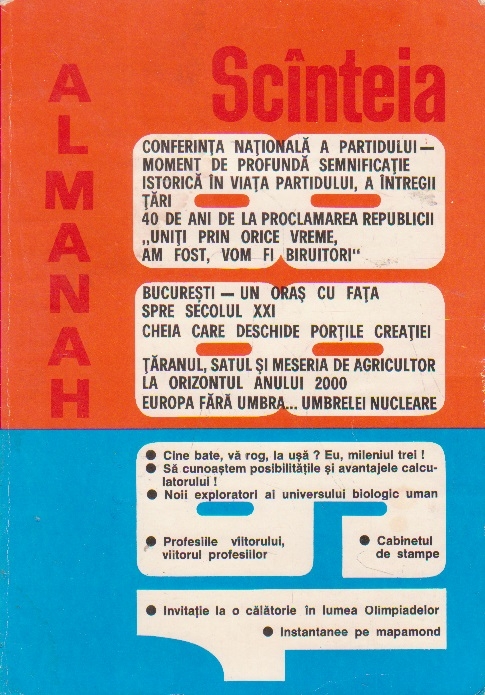 ALMANAH
Scînteia
CONFERINȚA NAȚIONALĂ A PARTIDULUI —
MOMENT DE PROFUNDĂ SEMNIFICAȚIE
ISTORICĂ ÎN VIAȚA PARTIDULUI, A ÎNTREGII
ȚĂRI
40 DE ANI DE LA PROCLAMAREA REPUBLICII
„UNIȚI PRIN ORICE VREME,
AM FOST, VOM FI BIRUITORI"
BUCUREȘTI — UN ORAȘ CU FAȚA
SPRE SECOLUL XXI
CHEIA CARE DESCHIDE PORȚILE CREAȚIEI
ȚĂRANUL, SATUL ȘI MESERIA DE AGRICULTOR
LA ORIZONTUL ANULUI 2000
EUROPA FĂRĂ UMBRA... UMBRELEI NUCLEARE
● Cine bate, vă rog, la ușă ? Eu, mileniul trei !
● Să cunoaștem posibilitățile și avantajele calcu-
latorului !
● Noii exploratori ai universului biologic uman
● Profesiile viitorului,
viitorul profesiilor
● Cabinetul
de stampe
● Invitație la o călătorie în lumea Olimpiadelor
● Instantanee pe mapamond